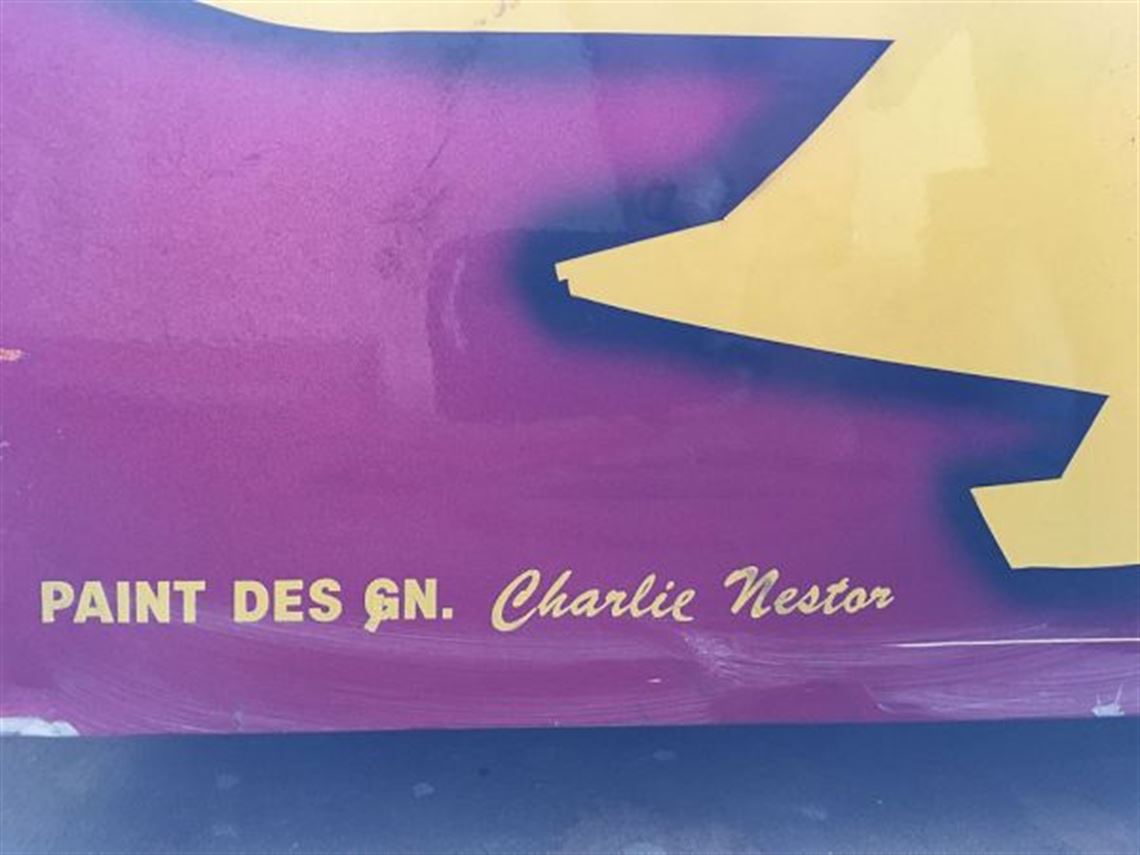 PAINT DES GN. Charlie Nestor